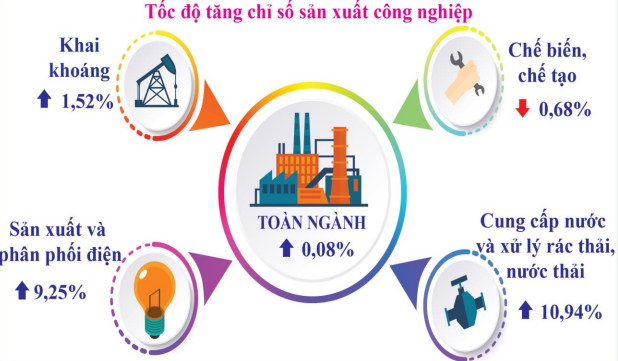 Tốc độ tăng chỉ số sản xuất công nghiệp
Khai
khoáng
1,52%
Chế biến,
chế tạo
0,68%
TOÀN NGÀNH
0,08%
Sản xuất và
phân phối điện
9,25%
Cung cấp nước
và xử lý rác thải,
nước thải
10,94%